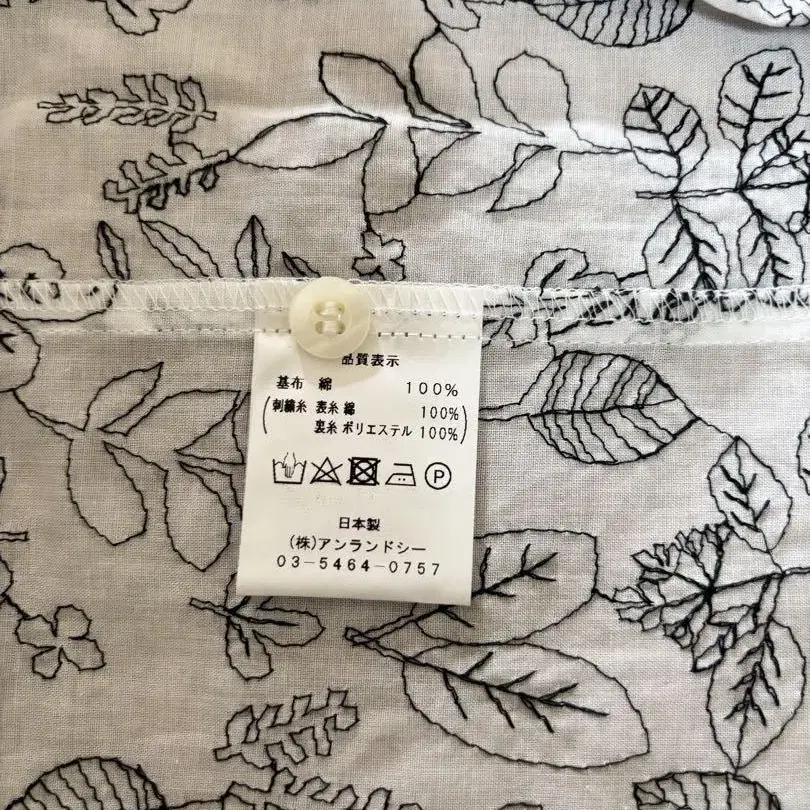 品質表示
基布 綿 100%
(刺繍糸 表糸 綿 100%)
裏糸 ポリエステル 100%
P
日本製
(株)アンランドシー
03-5464-0757